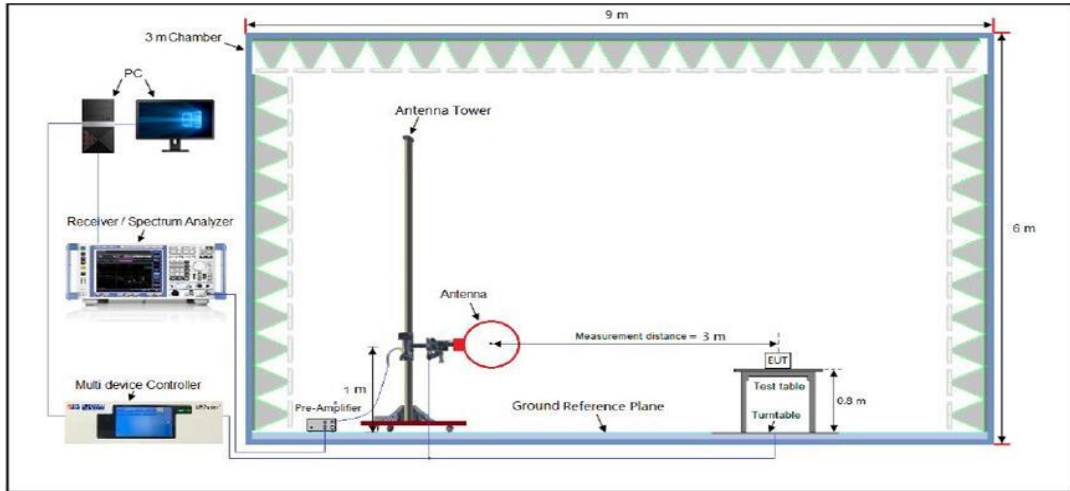 9 m
3 m Chamber
PC
Antenna Tower
Receiver / Spectrum Analyzer
6 m
Antenna
Measurement distance = 3 m
EUT
Multi device Controller
1 m
Test table
0.8 m
Pre-Amplifier
Ground Reference Plane
Turntable